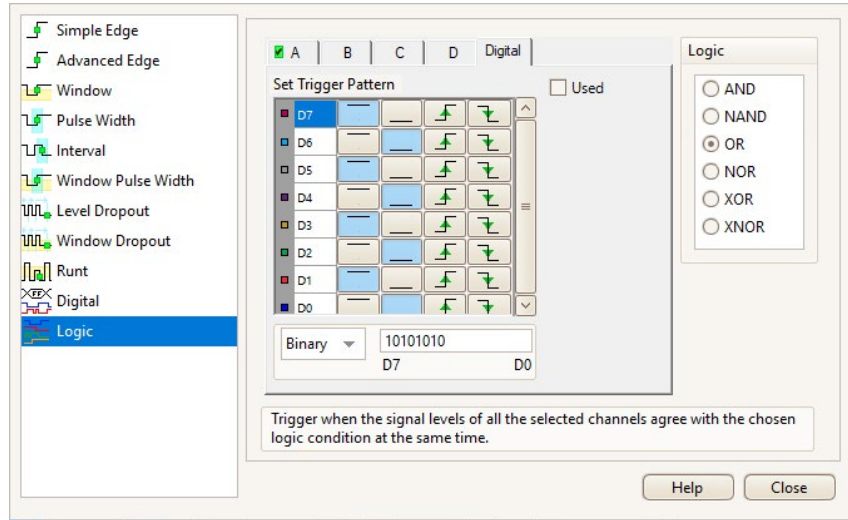 Simple Edge
Advanced Edge
Window
Pulse Width
Interval
Window Pulse Width
Level Dropout
Window Dropout
Runt
Digital
Logic
A B C D Digital
Set Trigger Pattern
Used
D7
D6
D5
D4
D3
D2
D1
D0
Binary 10101010
D7 D0
Logic
AND
NAND
OR
NOR
XOR
XNOR
Trigger when the signal levels of all the selected channels agree with the chosen
logic condition at the same time.
Help Close